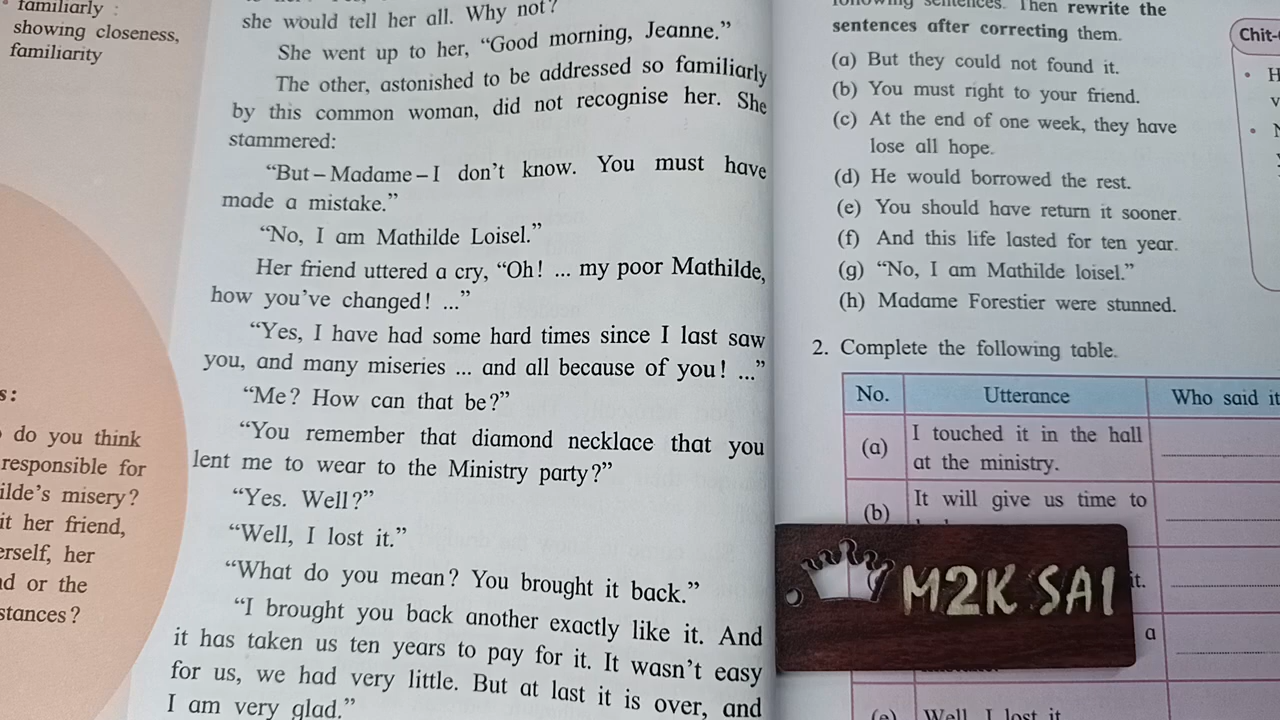 familiarly :
showing closeness,
familiarity
s:
do you think
responsible for
ilde's misery?
it her friend,
erself, her
d or the
stances?
she would tell her all. Why not?
She went up to her, “Good morning, Jeanne.”
The other, astonished to be addressed so familiarly
by this common woman, did not recognise her. She
stammered:
“But – Madame – I don't know. You must have
made a mistake.”
“No, I am Mathilde Loisel.”
Her friend uttered a cry, “Oh! ... my poor Mathilde,
how you've changed! ...”
“Yes, I have had some hard times since I last saw
you, and many miseries ... and all because of you! ...”
“Me? How can that be?”
“You remember that diamond necklace that you
lent me to wear to the Ministry party?”
“Yes. Well?”
“Well, I lost it.”
“What do you mean? You brought it back.”
“I brought you back another exactly like it. And
it has taken us ten years to pay for it. It wasn't easy
for us, we had very little. But at last it is over, and
I am very glad.”
following sentences. Then rewrite the
sentences after correcting them.
(a) But they could not found it.
(b) You must right to your friend.
(c) At the end of one week, they have
lose all hope.
(d) He would borrowed the rest.
(e) You should have return it sooner.
(f) And this life lasted for ten year.
(g) “No, I am Mathilde loisel.”
(h) Madame Forestier were stunned.
2. Complete the following table.
No. Utterance Who said it
(a) I touched it in the hall
at the ministry.
(b) It will give us time to
it.
a
(e) Well, I lost it
M2K SAI
Chit-
• H
• N